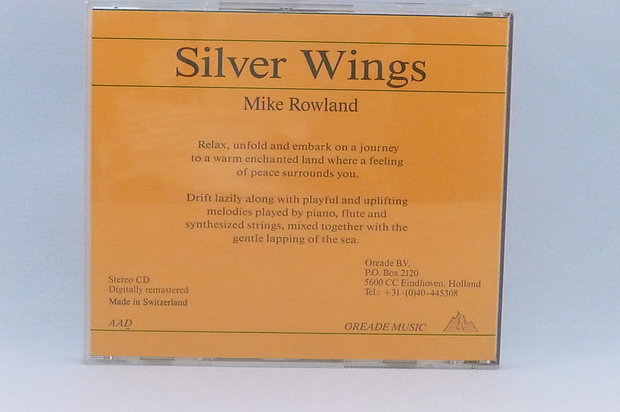 Silver Wings
Mike Rowland
Relax, unfold and embark on a journey
to a warm enchanted land where a feeling
of peace surrounds you.
Drift lazily along with playful and uplifting
melodies played by piano, flute and
synthesized strings, mixed together with the
gentle lapping of the sea.
Oreade B.V.
P.O. Box 2120
5600 CC Eindhoven, Holland
Tel.: +31-(0)40-445308
Stereo CD
Digitally remastered
Made in Switzerland
AAD
OREADE MUSIC